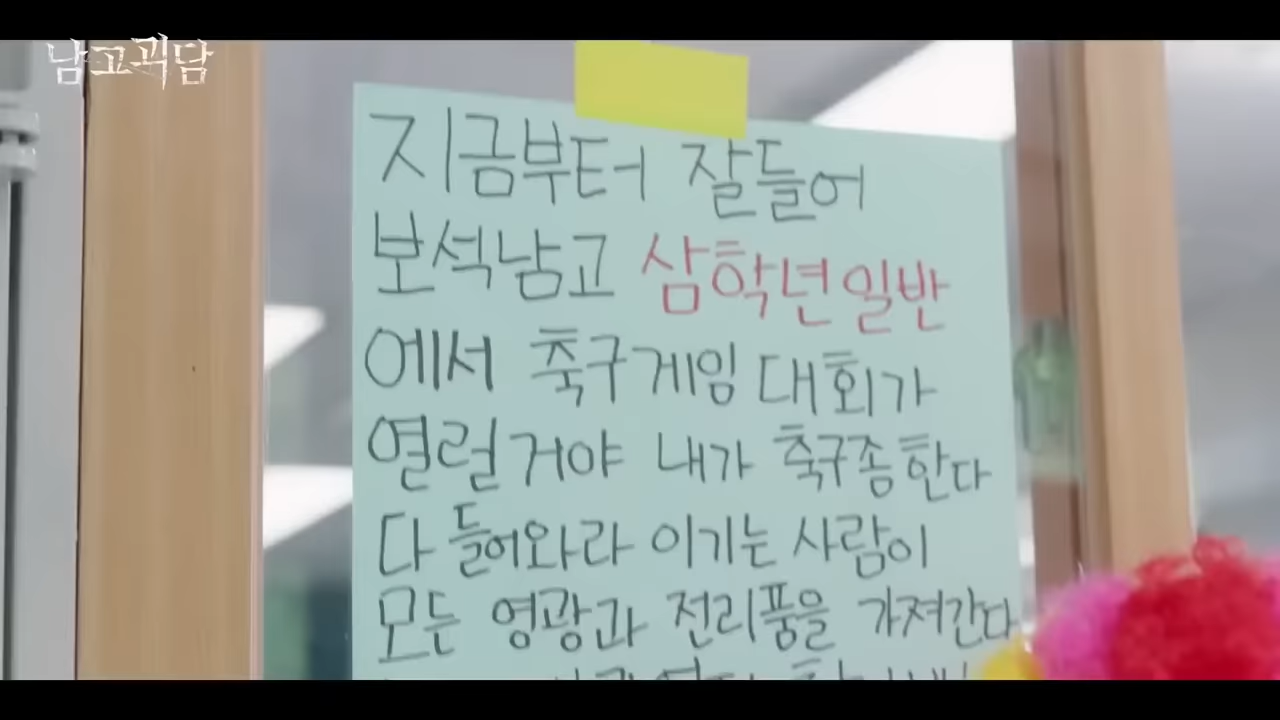 남고괴담
지금부터 잘들어
보석남고 삼학년일반
에서 축구게임 대회가
열럴거야 내가 축구좀한다
다 들어와라 이기는 사람이
모든 영광과 전리품을 가져간다